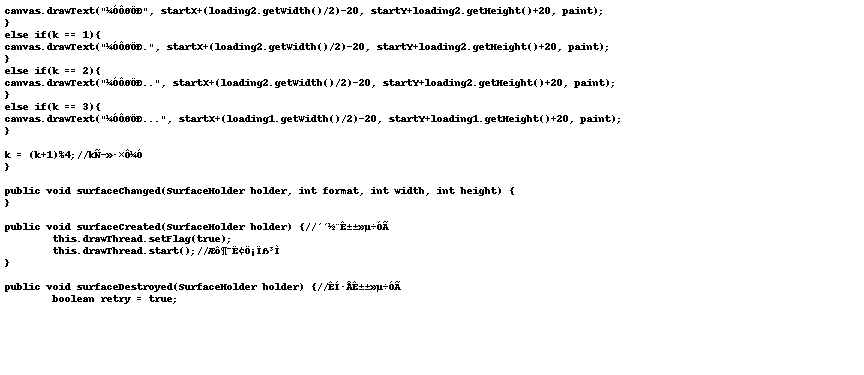 canvas.drawText("¼ÓÔØÖÐ", startX+(loading2.getWidth()/2)-20, startY+loading2.getHeight()+20, paint);
}
else if(k == 1){
canvas.drawText("¼ÓÔØÖÐ.", startX+(loading2.getWidth()/2)-20, startY+loading2.getHeight()+20, paint);
}
else if(k == 2){
canvas.drawText("¼ÓÔØÖÐ..", startX+(loading2.getWidth()/2)-20, startY+loading2.getHeight()+20, paint);
}
else if(k == 3){
canvas.drawText("¼ÓÔØÖÐ...", startX+(loading1.getWidth()/2)-20, startY+loading1.getHeight()+20, paint);
}
k = (k+1)%4;//kÑ­»·×Ô¼Ó
}
public void surfaceChanged(SurfaceHolder holder, int format, int width, int height) {
}
public void surfaceCreated(SurfaceHolder holder) {//´´½¨Ê±±»µ÷ÓÃ
this.drawThread.setFlag(true);
this.drawThread.start();//Æô¶¯Ë¢Ö¡Ïß³Ì
}
public void surfaceDestroyed(SurfaceHolder holder) {//ÊÍ·ÅÊ±±»µ÷ÓÃ
boolean retry = true;